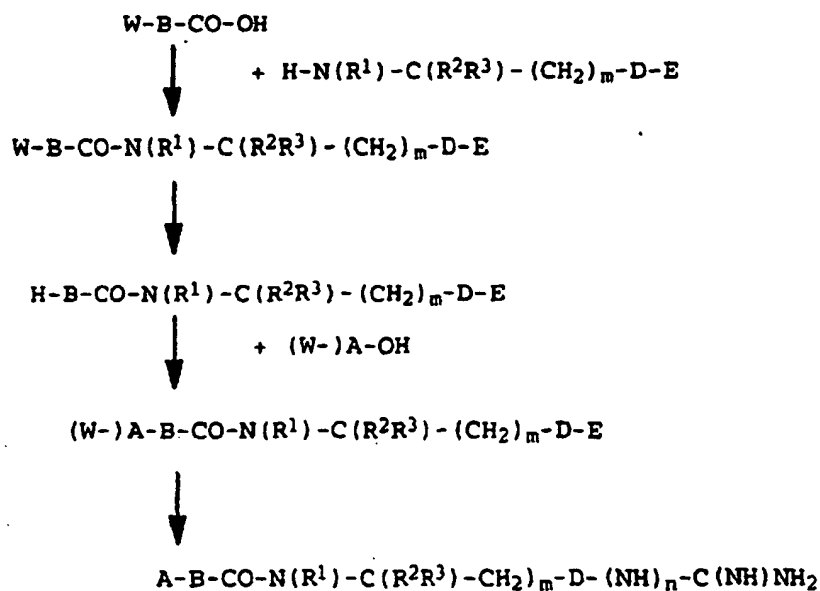 W-B-CO-OH
+ H-N(R¹)-C(R²R³)-(CH₂)ₘ-D-E
W-B-CO-N(R¹)-C(R²R³)-(CH₂)ₘ-D-E
H-B-CO-N(R¹)-C(R²R³)-(CH₂)ₘ-D-E
+ (W-)A-OH
(W-)A-B-CO-N(R¹)-C(R²R³)-(CH₂)ₘ-D-E
A-B-CO-N(R¹)-C(R²R³)-CH₂)ₘ-D-(NH)ₙ-C(NH)NH₂